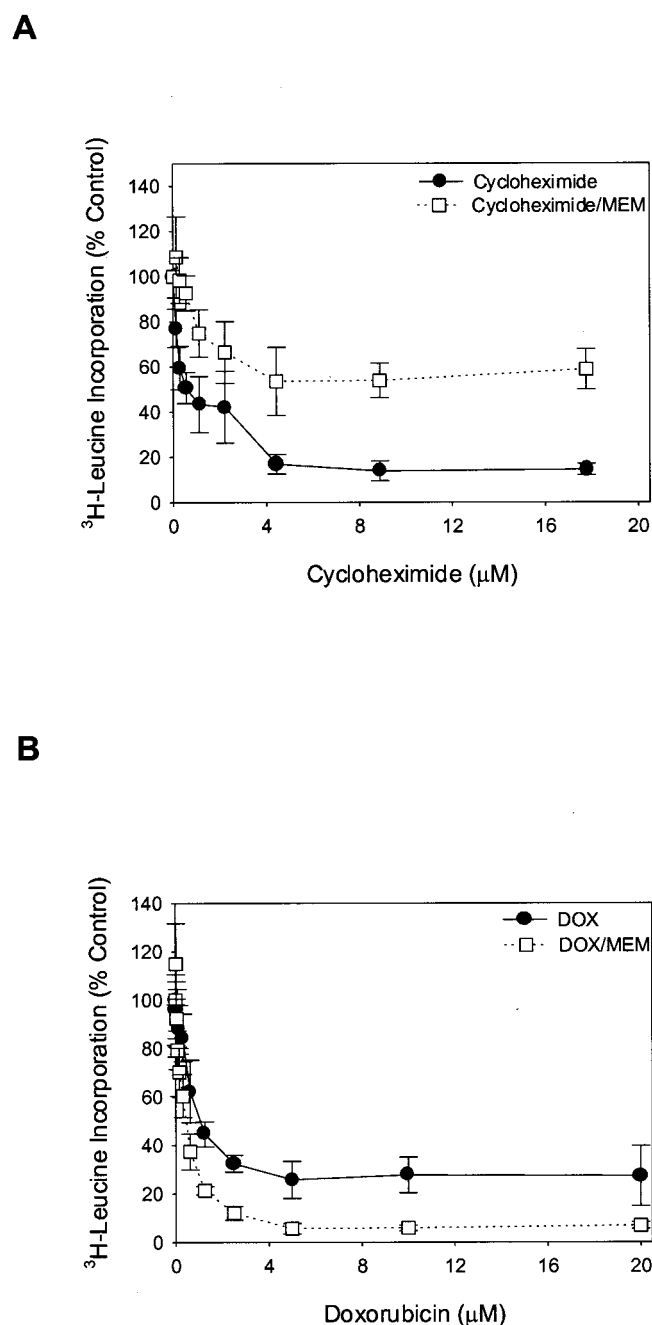 A
³H-Leucine Incorporation (% Control)
140
120
100
80
60
40
20
0
Cycloheximide
Cycloheximide/MEM
0 4 8 12 16 20
Cycloheximide (μM)
B
³H-Leucine Incorporation (% Control)
140
120
100
80
60
40
20
0
DOX
DOX/MEM
0 4 8 12 16 20
Doxorubicin (μM)